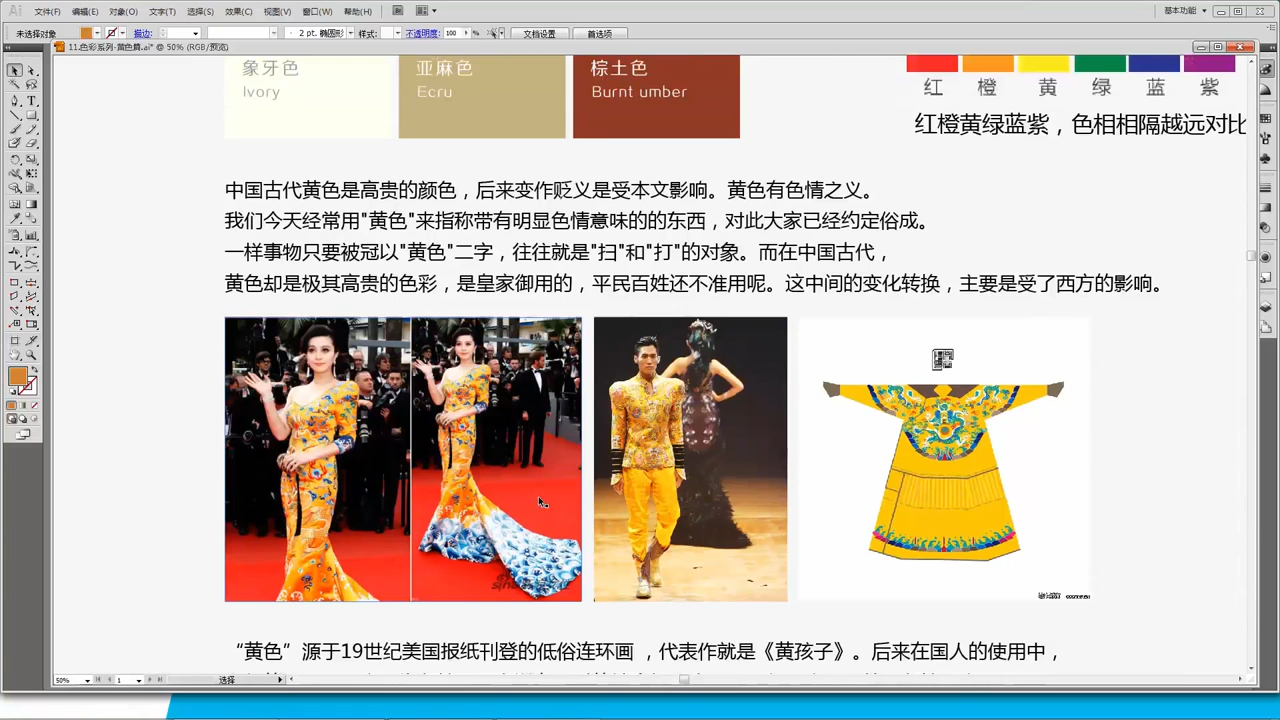 Ai 文件(F) 编辑(E) 对象(O) 文字(T) 选择(S) 效果(C) 视图(V) 窗口(W) 帮助(H) Br 基本功能
未选择对象 描边: 2 pt. 椭圆形 样式: 不透明度: 100 % 文档设置 首选项
11.色彩系列-黄色篇.ai* @ 50% (RGB/预览)
象牙色 亚麻色 棕土色
Ivory Ecru Burnt umber
红 橙 黄 绿 蓝 紫
红橙黄绿蓝紫，色相相隔越远对比
中国古代黄色是高贵的颜色，后来变作贬义是受本文影响。黄色有色情之义。
我们今天经常用"黄色"来指称带有明显色情意味的的东西，对此大家已经约定俗成。
一样事物只要被冠以"黄色"二字，往往就是"扫"和"打"的对象。而在中国古代，
黄色却是极其高贵的色彩，是皇家御用的，平民百姓还不准用呢。这中间的变化转换，主要是受了西方的影响。
“黄色”源于19世纪美国报纸刊登的低俗连环画 ，代表作就是《黄孩子》。后来在国人的使用中，
50% 1 选择